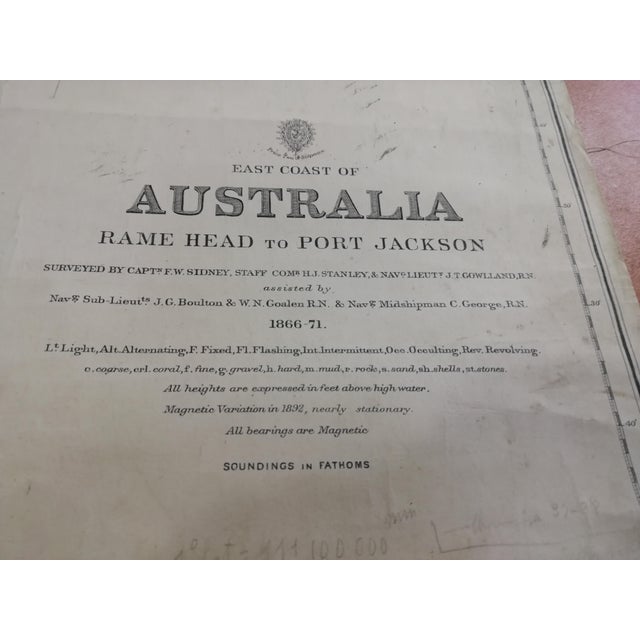 EAST COAST OF
AUSTRALIA
RAME HEAD TO PORT JACKSON
SURVEYED BY CAPTS. F.W. SIDNEY, STAFF COMR. H.J. STANLEY, & NAVG. LIEUTT. J.T. GOWLLAND, R.N.
assisted by
Navg. Sub-Lieuts. J.G. Boulton & W.N. Goalen R.N. & Navg. Midshipman C. George, R.N.
1866-71.
Lt. Light, Alt. Alternating, F. Fixed, Fl. Flashing, Int. Intermittent, Occ. Occulting, Rev. Revolving.
c. coarse, crl. coral, f. fine, g. gravel, h. hard, m. mud, r. rock, s. sand, sh. shells, st. stones.
All heights are expressed in feet above high water.
Magnetic Variation in 1892, nearly stationary.
All bearings are Magnetic
SOUNDINGS IN FATHOMS
20'
30'
40'